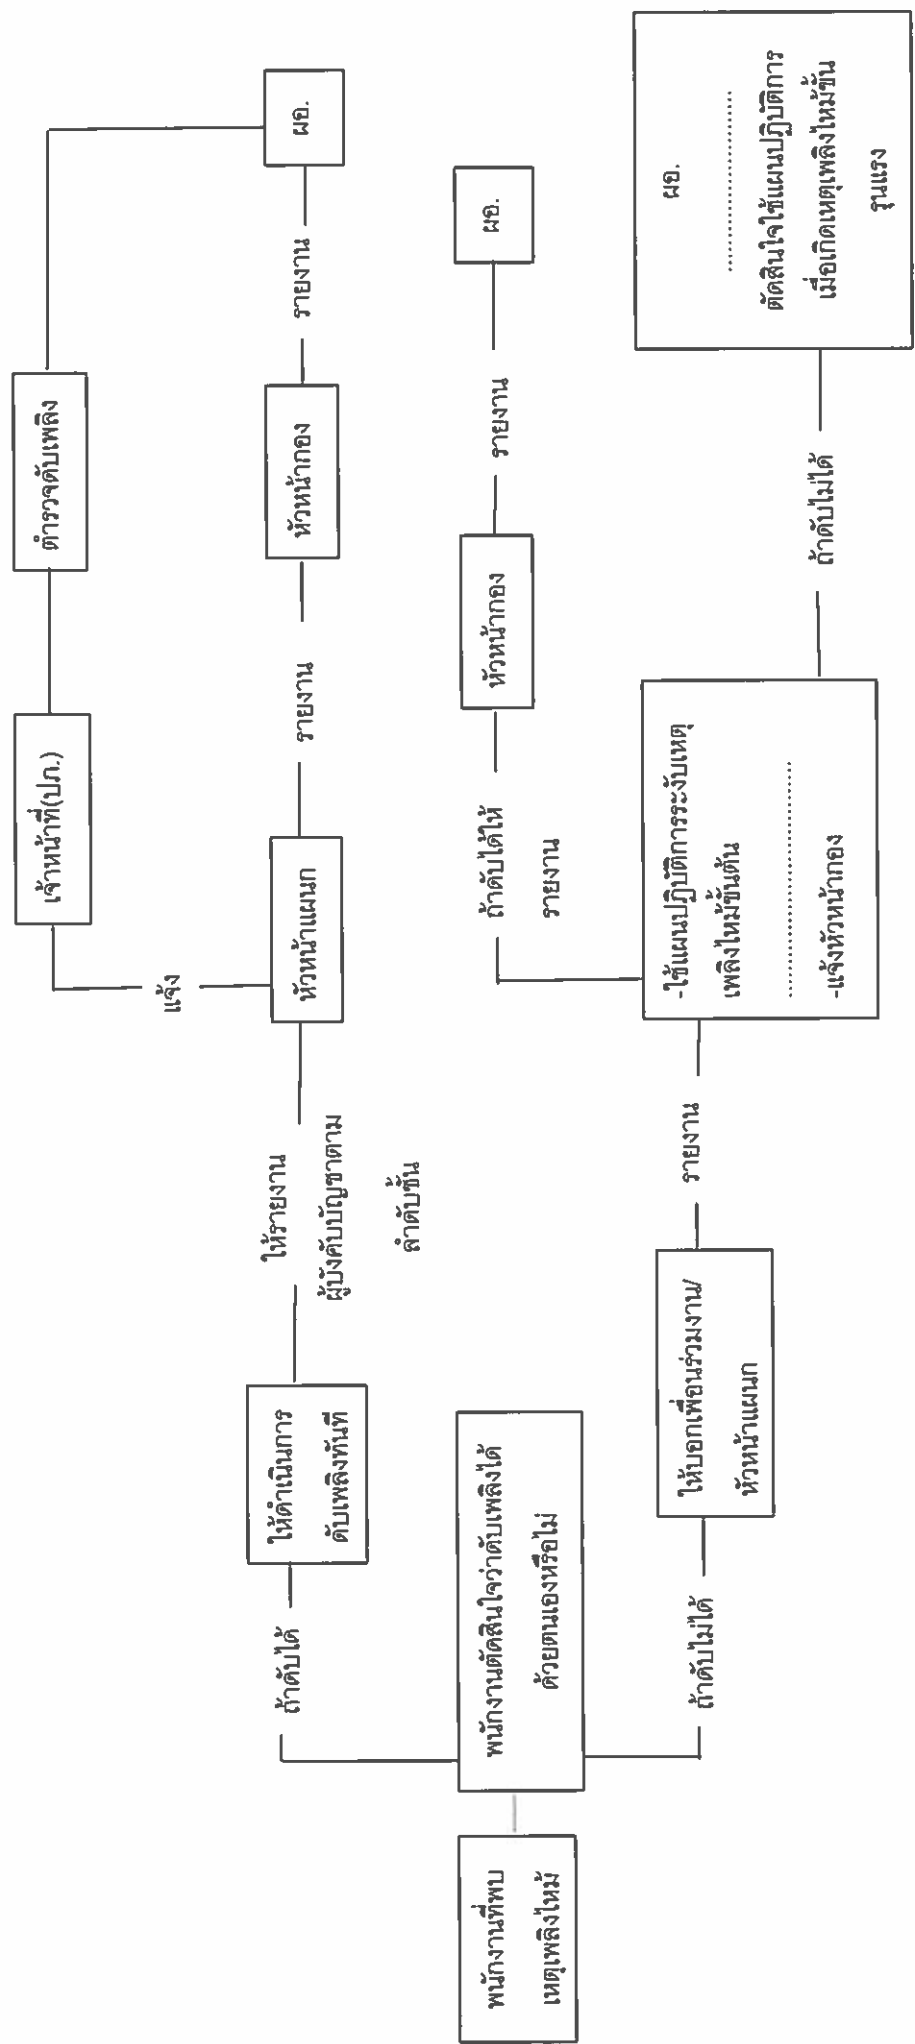 พนักงานที่พบ
เหตุเพลิงไหม้
พนักงานตัดสินใจว่าดับเพลิงได้
ด้วยตนเองหรือไม่
ถ้าดับได้
ให้ดำเนินการ
ดับเพลิงทันที
ให้รายงาน
ผู้บังคับบัญชาตาม
ลำดับชั้น
หัวหน้าแผนก
แจ้ง
เจ้าหน้าที่(ปภ.)
ตำรวจดับเพลิง
รายงาน
หัวหน้ากอง
รายงาน
ผอ.
ถ้าดับไม่ได้
ให้บอกเพื่อนร่วมงาน/
หัวหน้าแผนก
รายงาน
-ใช้แผนปฏิบัติการระงับเหตุ
เพลิงไหม้ขั้นต้น
....................................
-แจ้งหัวหน้ากอง
ถ้าดับได้ให้
รายงาน
หัวหน้ากอง
รายงาน
ผอ.
ถ้าดับไม่ได้
ผอ.
...........................
ตัดสินใจใช้แผนปฏิบัติการ
เมื่อเกิดเหตุเพลิงไหม้ขั้น
รุนแรง